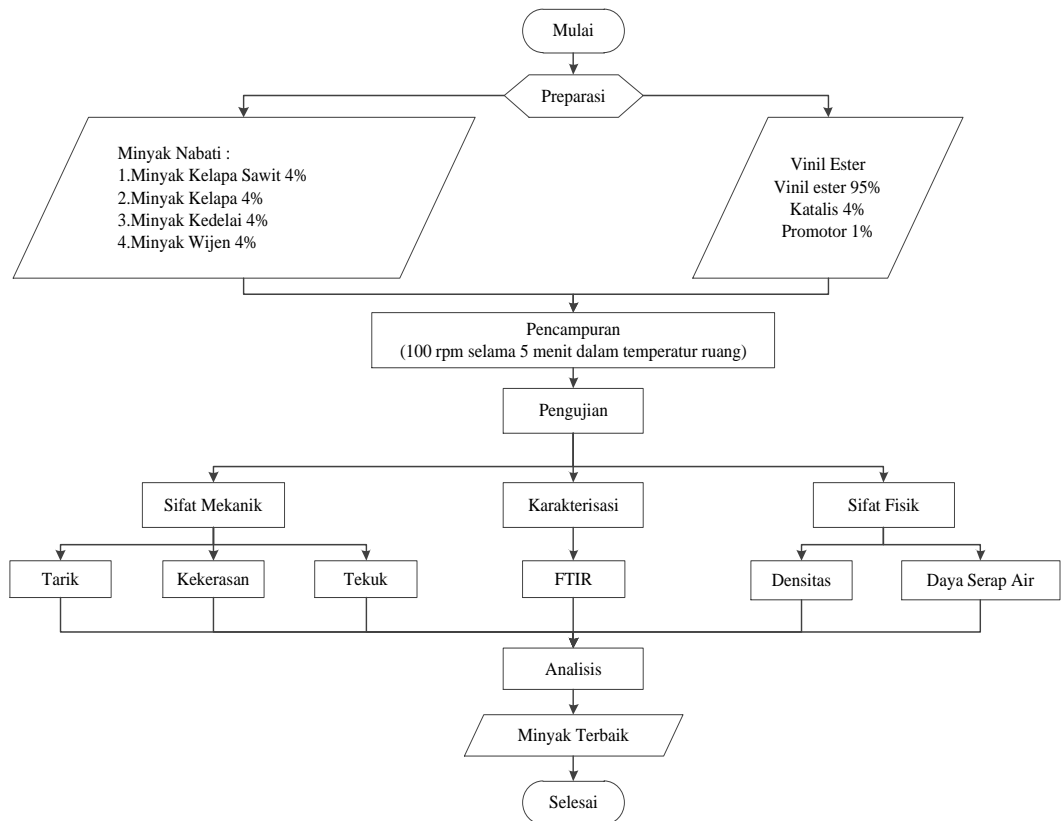 Mulai
Preparasi
Minyak Nabati :
1.Minyak Kelapa Sawit 4%
2.Minyak Kelapa 4%
3.Minyak Kedelai 4%
4.Minyak Wijen 4%
Vinil Ester
Vinil ester 95%
Katalis 4%
Promotor 1%
Pencampuran
(100 rpm selama 5 menit dalam temperatur ruang)
Pengujian
Sifat Mekanik
Karakterisasi
Sifat Fisik
Tarik
Kekerasan
Tekuk
FTIR
Densitas
Daya Serap Air
Analisis
Minyak Terbaik
Selesai